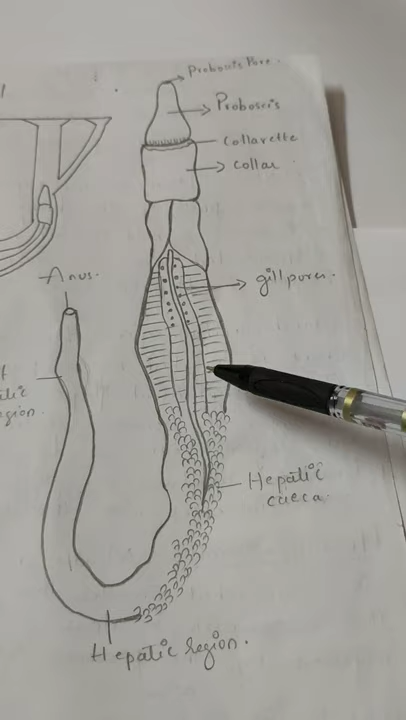 Proboscis Pore.
Proboscis
Collarette
Collar
gill pores.
Anus.
Hepatic
caeca.
Hepatic Region.